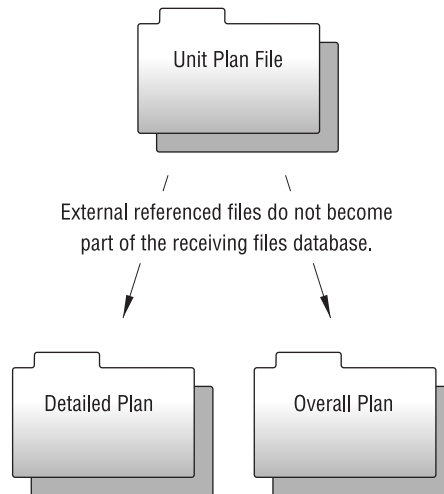 Unit Plan File
External referenced files do not become
part of the receiving files database.
Detailed Plan
Overall Plan